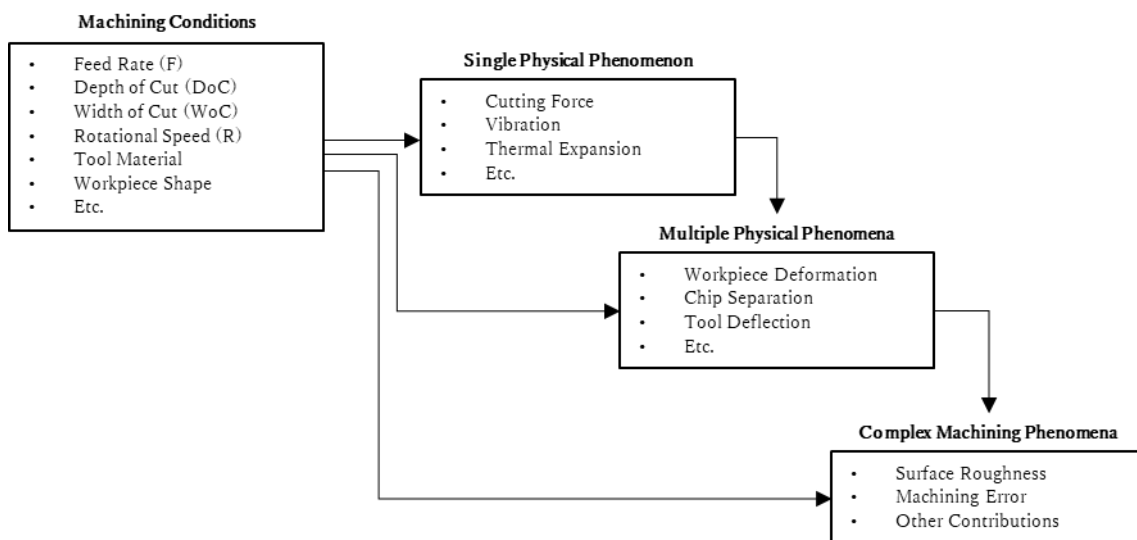 Machining Conditions
• Feed Rate (F)
• Depth of Cut (DoC)
• Width of Cut (WoC)
• Rotational Speed (R)
• Tool Material
• Workpiece Shape
• Etc.
Single Physical Phenomenon
• Cutting Force
• Vibration
• Thermal Expansion
• Etc.
Multiple Physical Phenomena
• Workpiece Deformation
• Chip Separation
• Tool Deflection
• Etc.
Complex Machining Phenomena
• Surface Roughness
• Machining Error
• Other Contributions